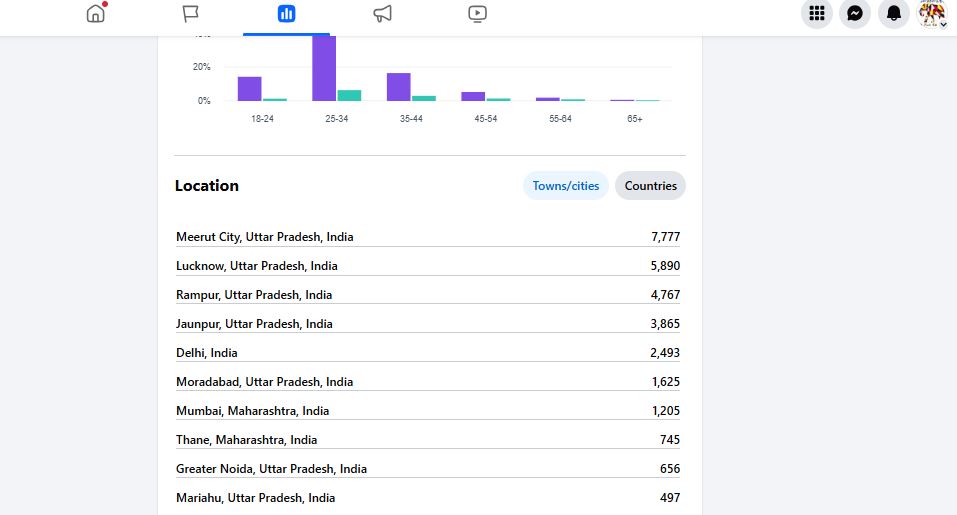 20%
0%
18-24 25-34 35-44 45-54 55-64 65+
Location Towns/cities Countries
Meerut City, Uttar Pradesh, India 7,777
Lucknow, Uttar Pradesh, India 5,890
Rampur, Uttar Pradesh, India 4,767
Jaunpur, Uttar Pradesh, India 3,865
Delhi, India 2,493
Moradabad, Uttar Pradesh, India 1,625
Mumbai, Maharashtra, India 1,205
Thane, Maharashtra, India 745
Greater Noida, Uttar Pradesh, India 656
Mariahu, Uttar Pradesh, India 497